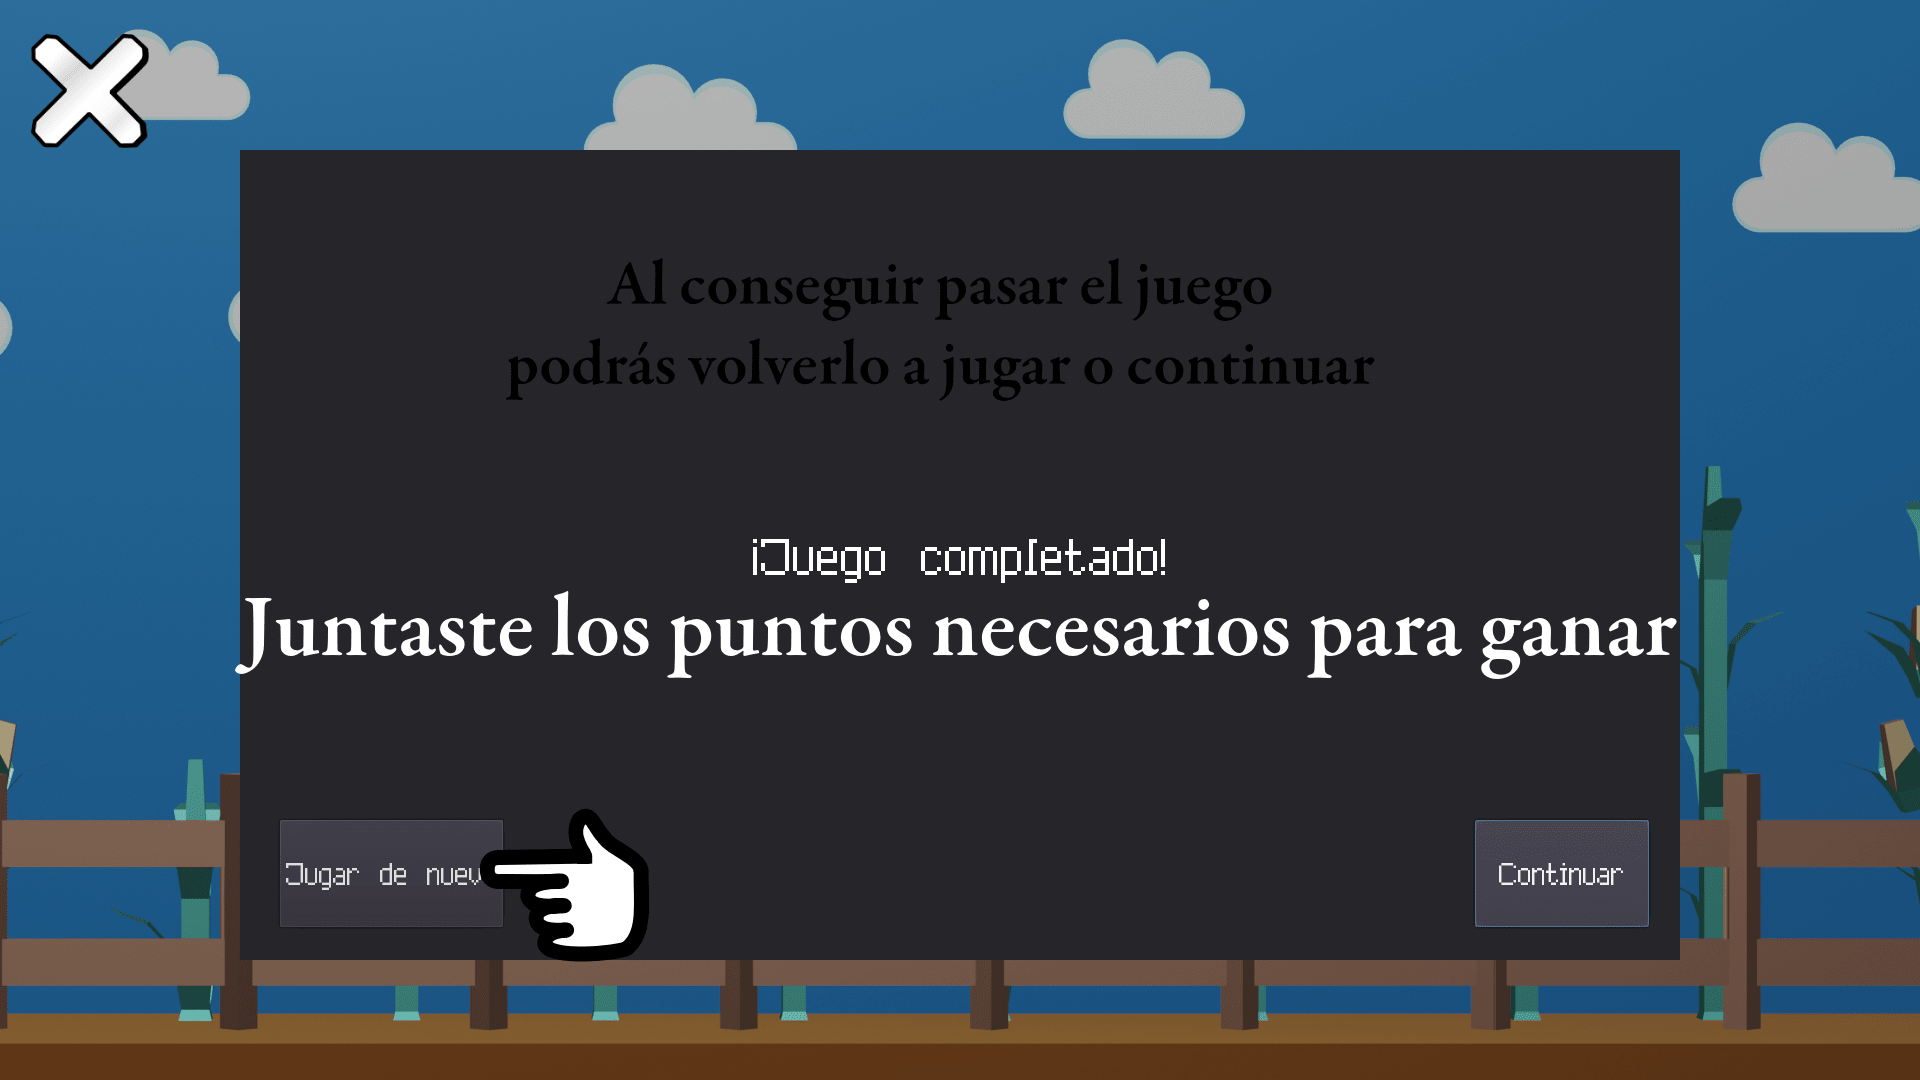 Al conseguir pasar el juego
podrás volverlo a jugar o continuar
¡Juego completado!
Juntaste los puntos necesarios para ganar
Jugar de nuev
Continuar